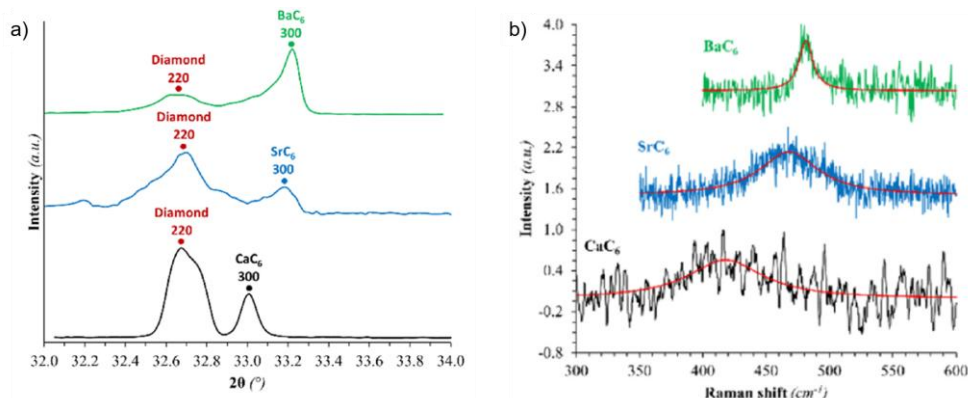 a)
BaC₆
300
Diamond
220
Diamond
220
SrC₆
300
Diamond
220
CaC₆
300
Intensity (a.u.)
32.0 32.2 32.4 32.6 32.8 33.0 33.2 33.4 33.6 33.8 34.0
2θ (°)
b)
4.0
3.4
2.8
2.2
1.6
1.0
0.4
-0.2
-0.8
BaC₆
SrC₆
CaC₆
Intensity (a.u.)
300 350 400 450 500 550 600
Raman shift (cm⁻¹)